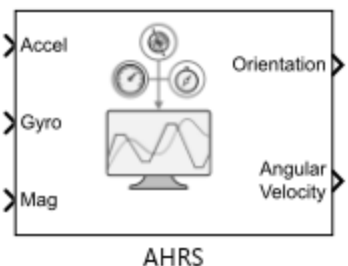 Accel
Orientation
Gyro
Angular
Velocity
Mag
AHRS